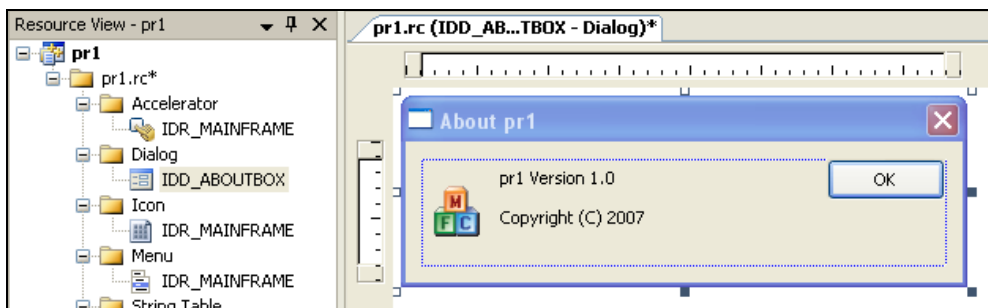 Resource View - pr1
pr1
pr1.rc*
Accelerator
IDR_MAINFRAME
Dialog
IDD_ABOUTBOX
Icon
IDR_MAINFRAME
Menu
IDR_MAINFRAME
String Table
pr1.rc (IDD_AB...TBOX - Dialog)*
About pr1
pr1 Version 1.0
OK
M
F C
Copyright (C) 2007